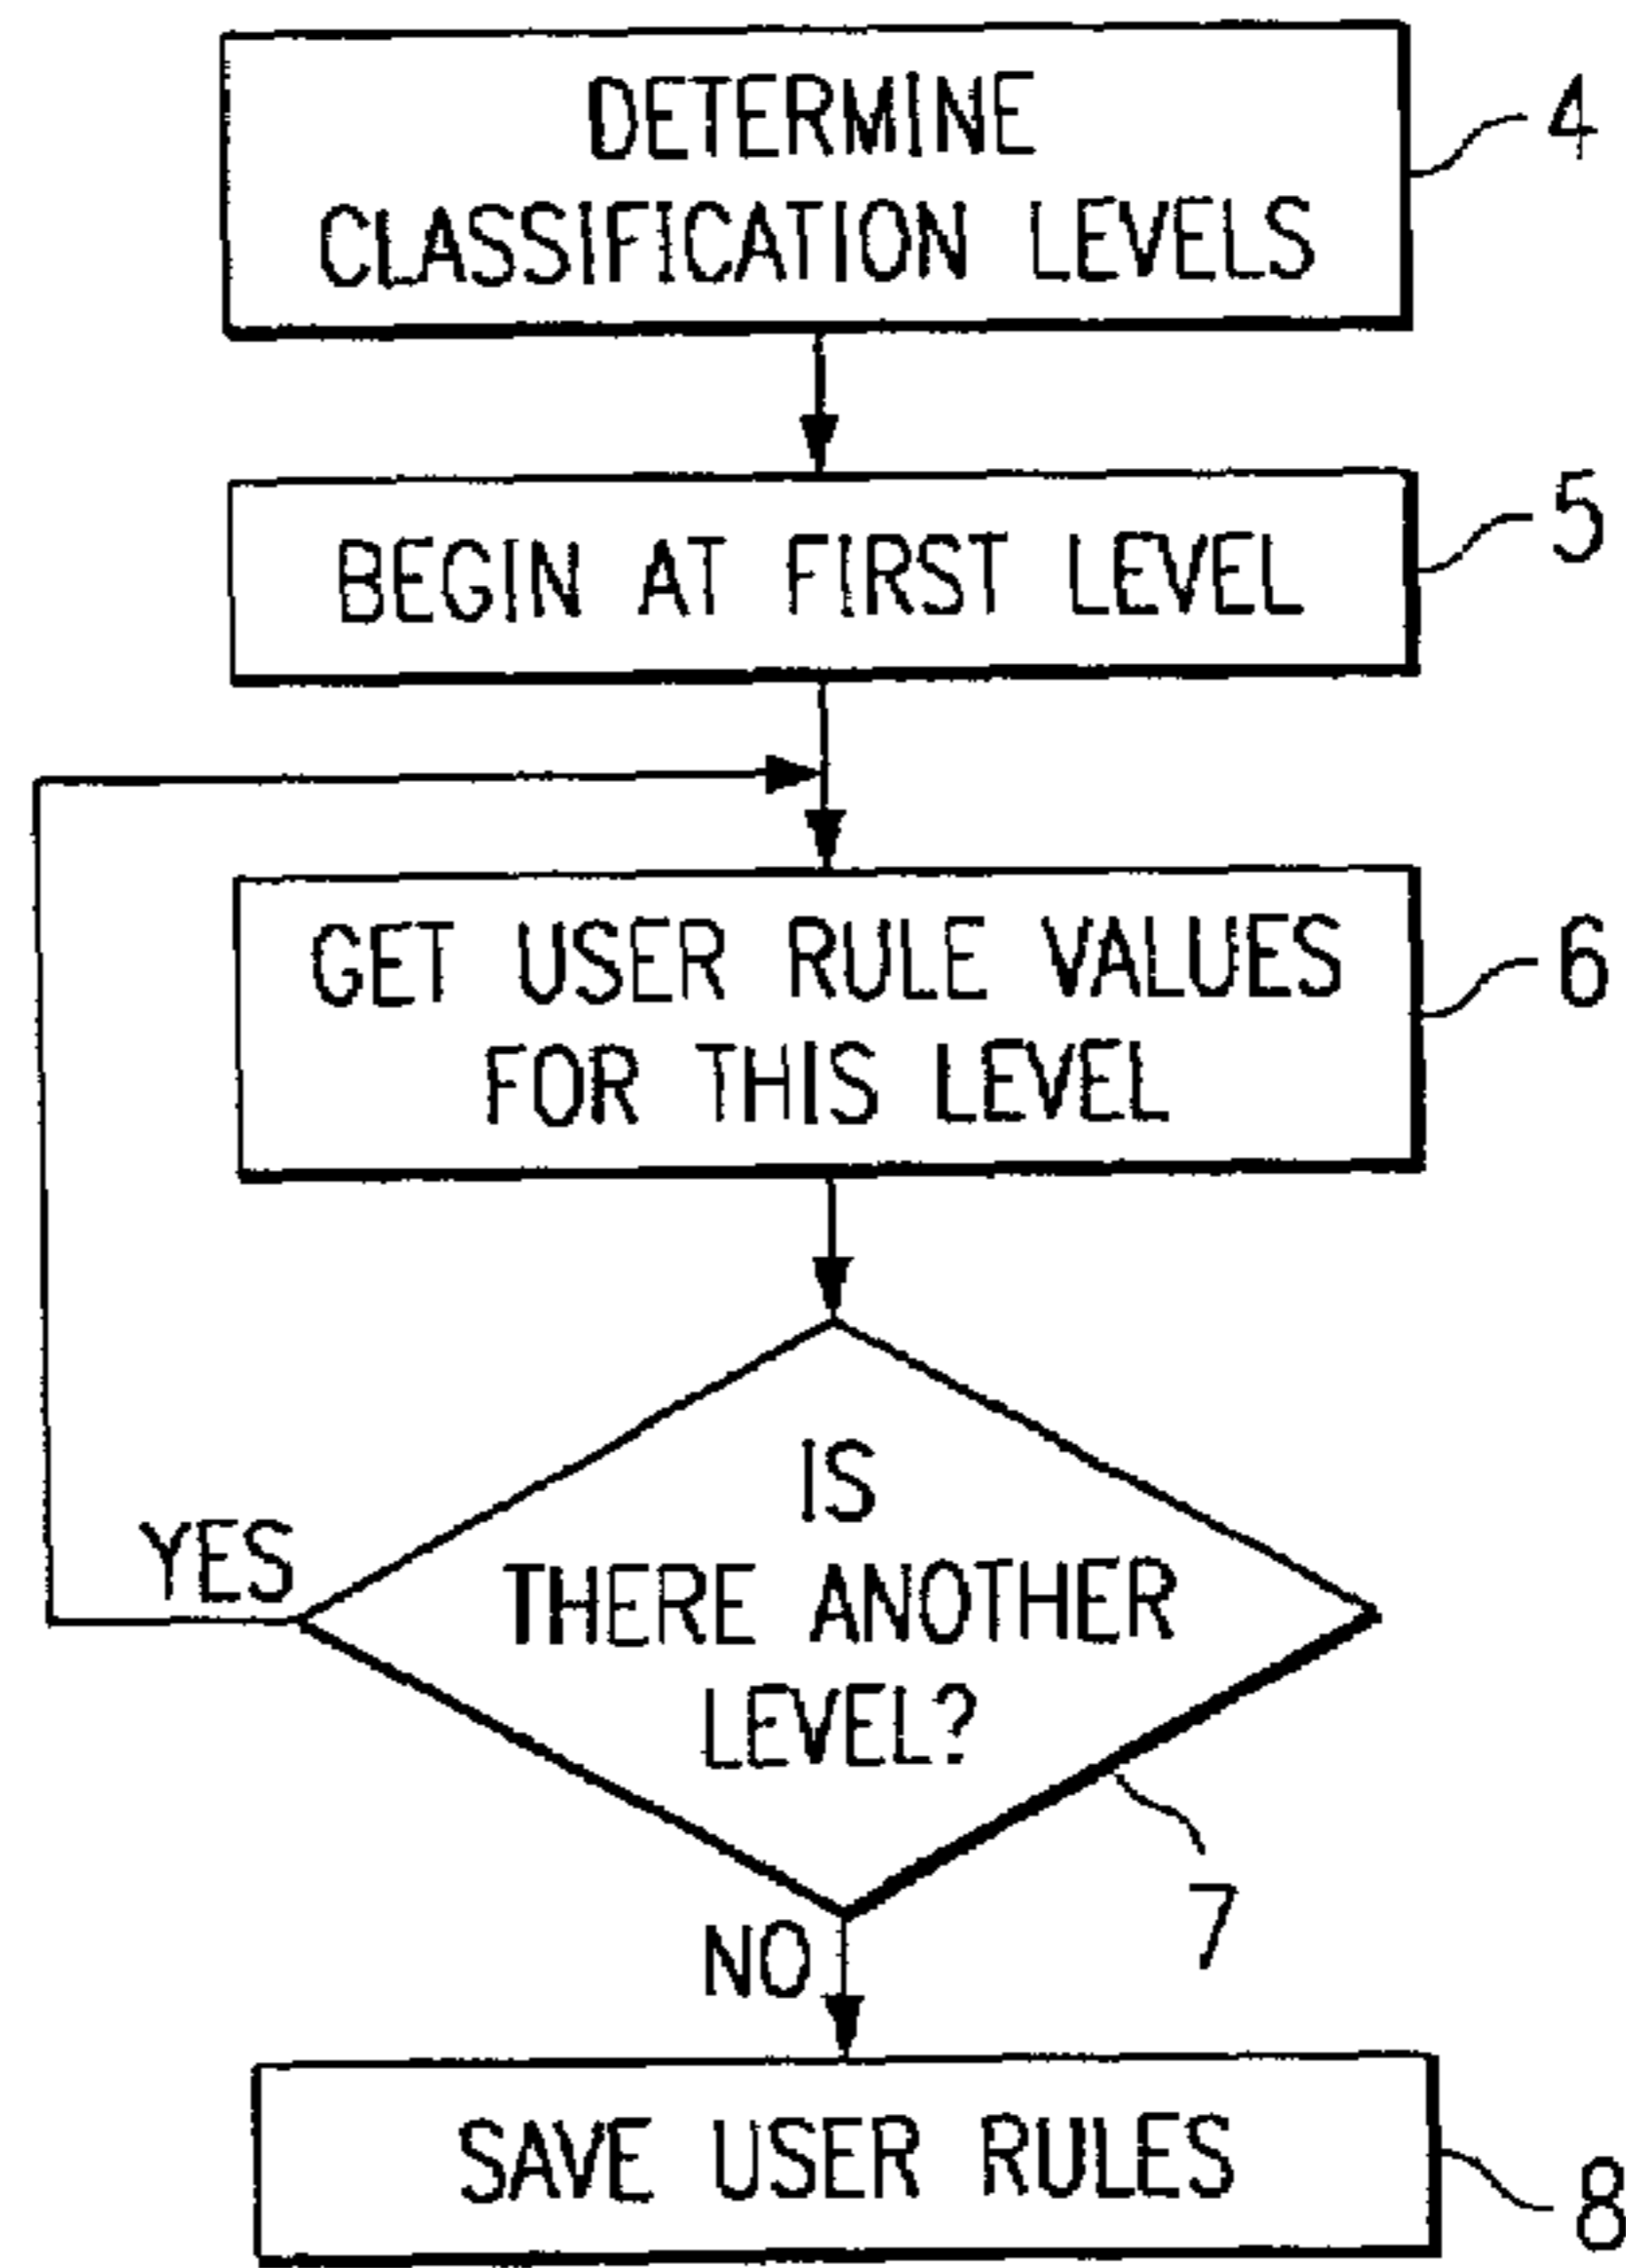 DETERMINE
CLASSIFICATION LEVELS
4
BEGIN AT FIRST LEVEL
5
GET USER RULE VALUES
FOR THIS LEVEL
6
IS
THERE ANOTHER
LEVEL?
YES
7
NO
SAVE USER RULES
8